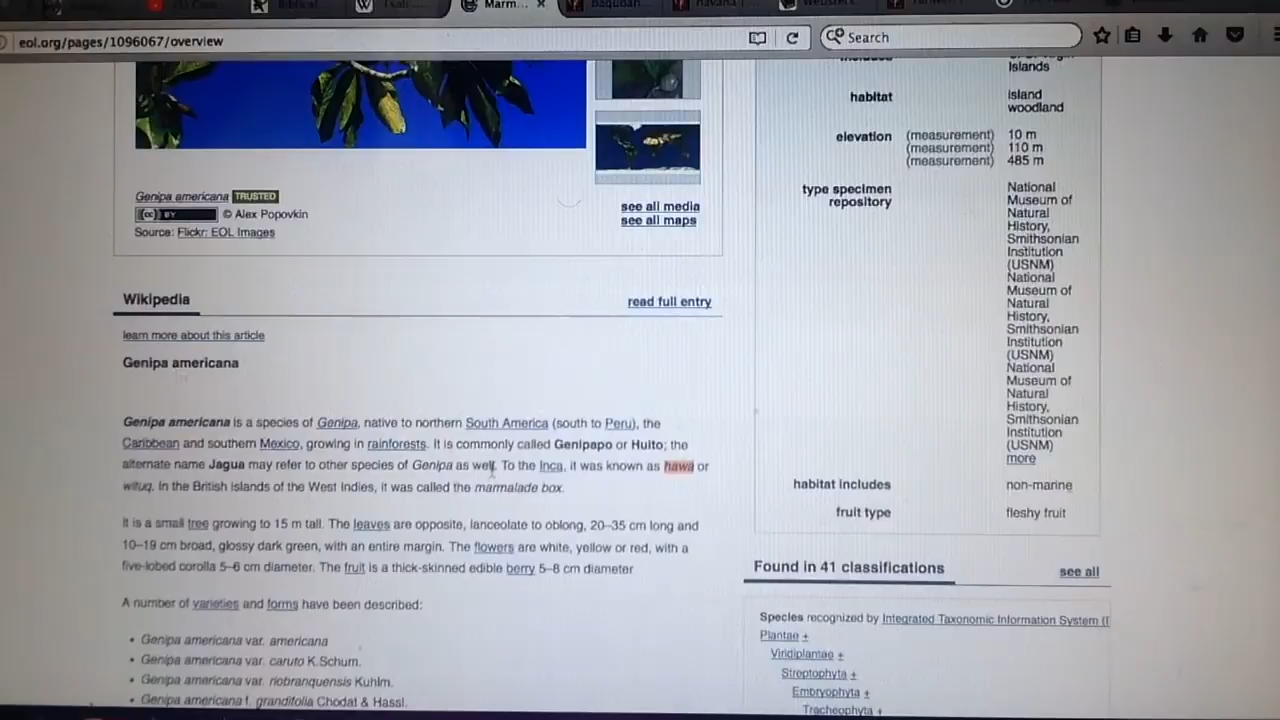 Marm...
eol.org/pages/1096067/overview
Search
Genipa americana TRUSTED
(cc) BY © Alex Popovkin
Source: Flickr: EOL Images
see all media
see all maps
Wikipedia
read full entry
learn more about this article
Genipa americana
Genipa americana is a species of Genipa, native to northern South America (south to Peru), the
Caribbean and southern Mexico, growing in rainforests. It is commonly called Genipapo or Huito; the
alternate name Jagua may refer to other species of Genipa as well. To the Inca, it was known as hawa or
wituq. In the British islands of the West Indies, it was called the marmalade box.
It is a small tree growing to 15 m tall. The leaves are opposite, lanceolate to oblong, 20–35 cm long and
10–19 cm broad, glossy dark green, with an entire margin. The flowers are white, yellow or red, with a
five-lobed corolla 5–6 cm diameter. The fruit is a thick-skinned edible berry 5–8 cm diameter
A number of varieties and forms have been described:
• Genipa americana var. americana
• Genipa americana var. caruto K.Schum.
• Genipa americana var. riobranquensis Kuhlm.
• Genipa americana f. grandifolia Chodat & Hassl.
includes
Islands
habitat
island
woodland
elevation (measurement) 10 m
(measurement) 110 m
(measurement) 485 m
type specimen
repository
National
Museum of
Natural
History,
Smithsonian
Institution
(USNM)
National
Museum of
Natural
History,
Smithsonian
Institution
(USNM)
National
Museum of
Natural
History,
Smithsonian
Institution
(USNM)
more
habitat includes non-marine
fruit type fleshy fruit
Found in 41 classifications
see all
Species recognized by Integrated Taxonomic Information System (I
Plantae +
Viridiplantae +
Streptophyta +
Embryophyta +
Tracheophyta +